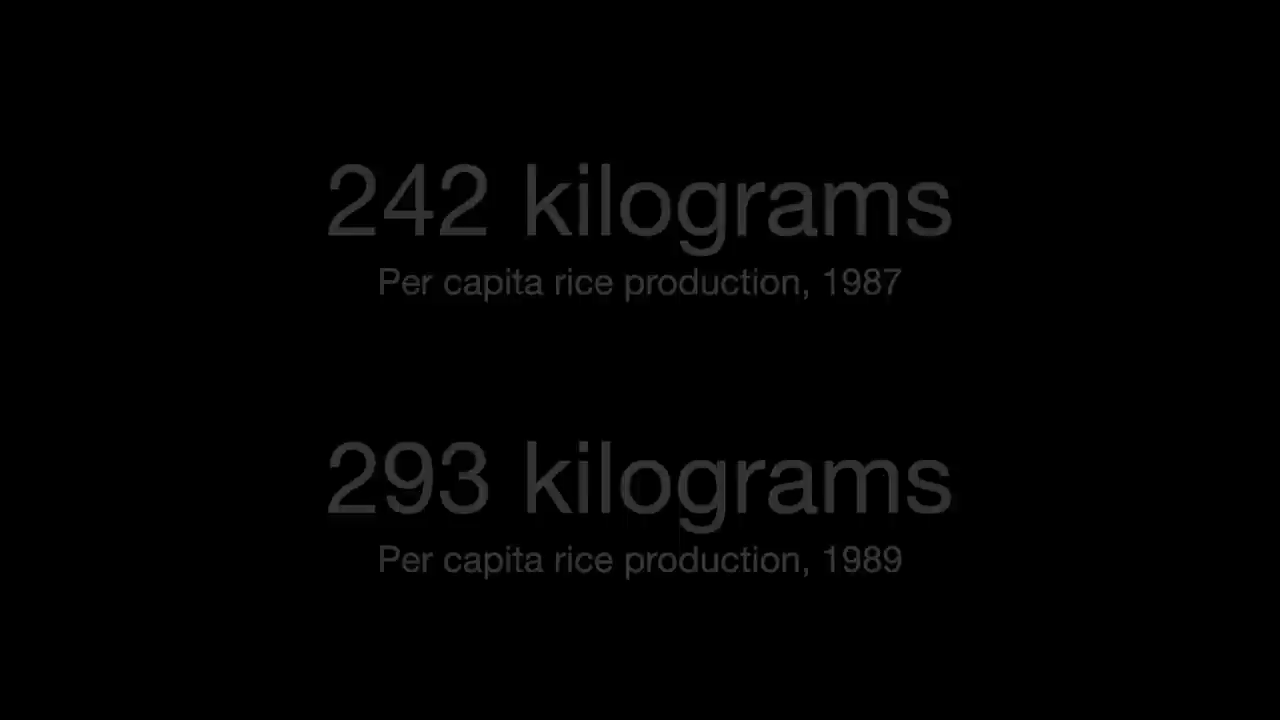 242 kilograms
Per capita rice production, 1987
293 kilograms
Per capita rice production, 1989